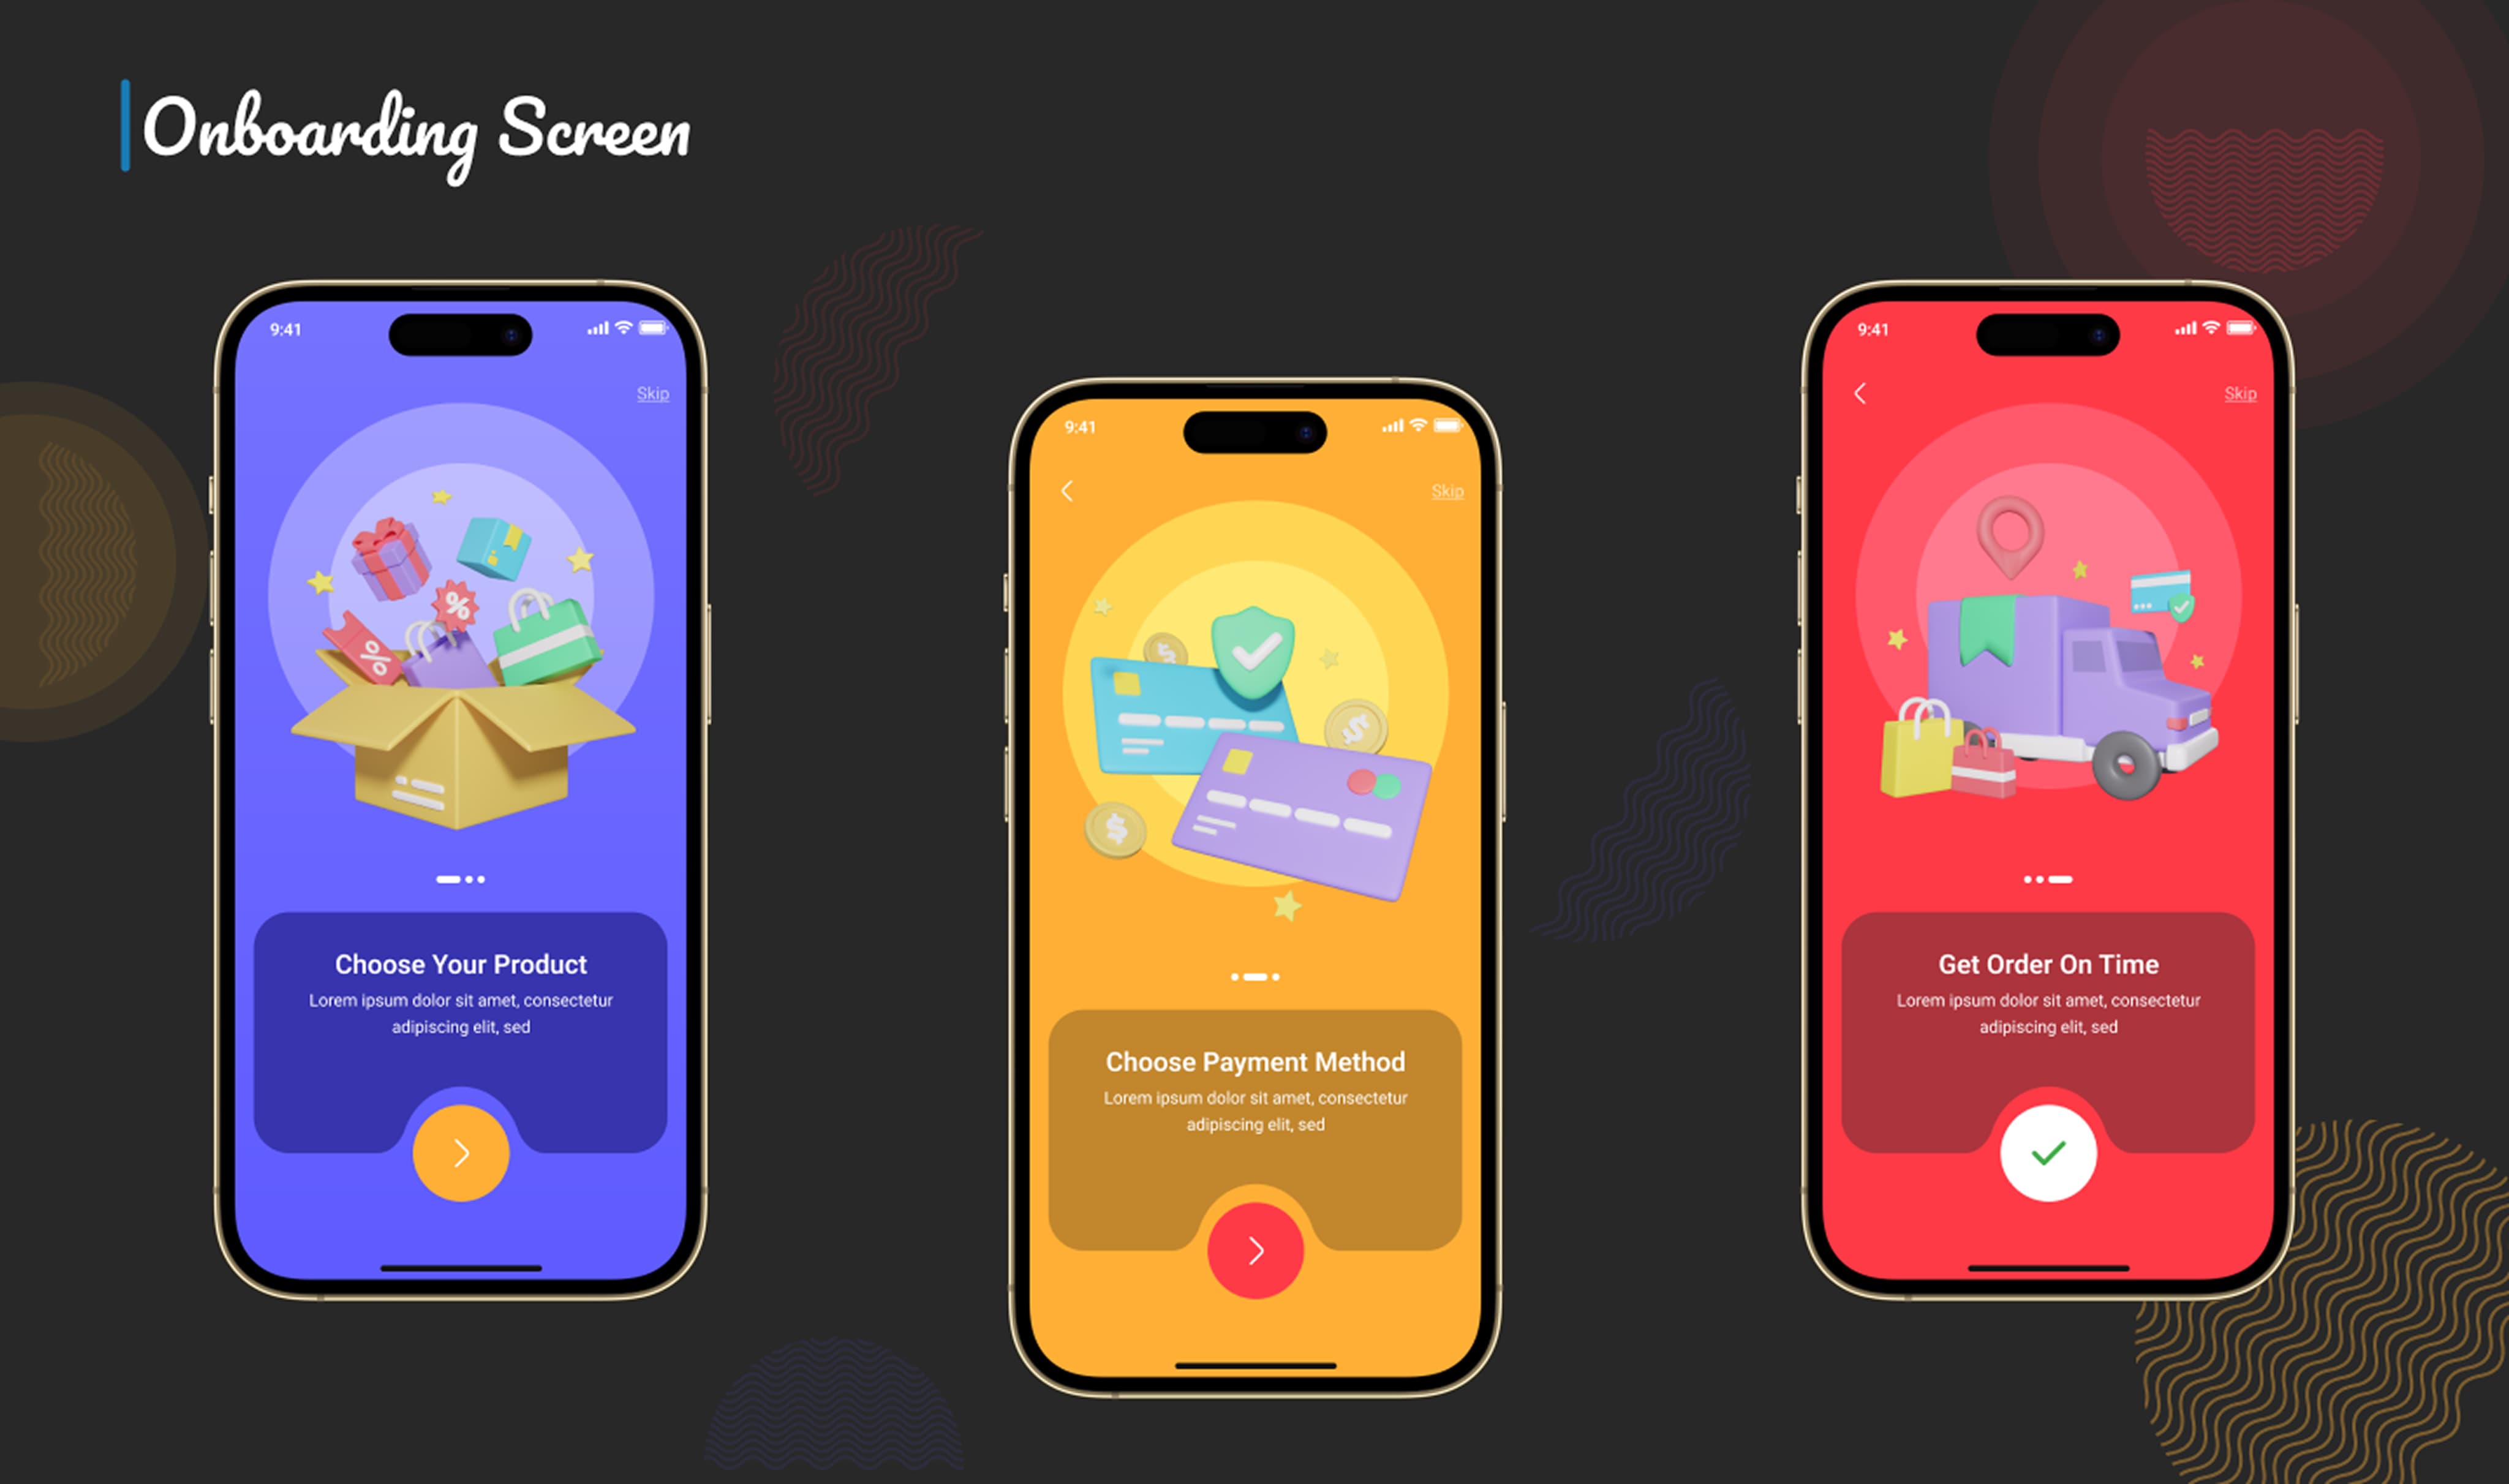 Onboarding Screen
9:41
Skip
%
%
Choose Your Product
Lorem ipsum dolor sit amet, consectetur
adipiscing elit, sed
9:41
Skip
$
$
$
Choose Payment Method
Lorem ipsum dolor sit amet, consectetur
adipiscing elit, sed
9:41
Skip
Get Order On Time
Lorem ipsum dolor sit amet, consectetur
adipiscing elit, sed